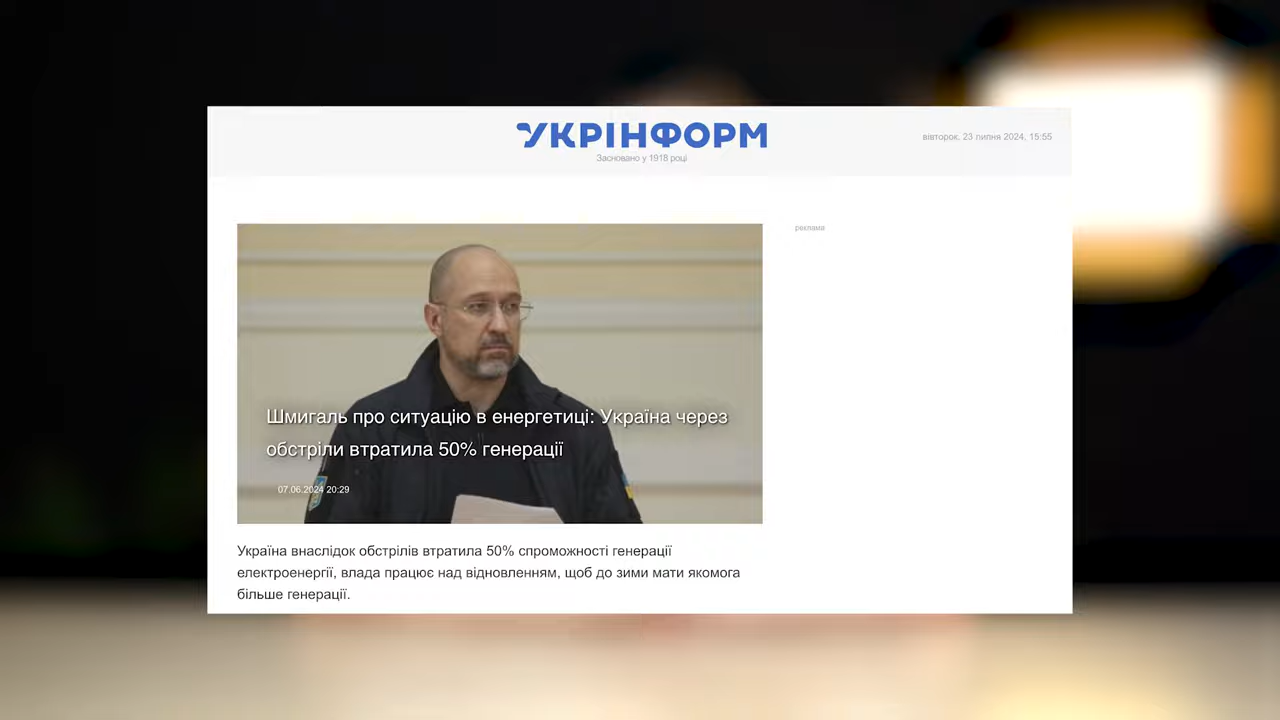 УКРІНФОРМ
Засновано у 1918 році
вівторок, 23 липня 2024, 15:55
реклама
Шмигаль про ситуацію в енергетиці: Україна через
обстріли втратила 50% генерації
07.06.2024 20:29
Україна внаслідок обстрілів втратила 50% спроможності генерації
електроенергії, влада працює над відновленням, щоб до зими мати якомога
більше генерації.